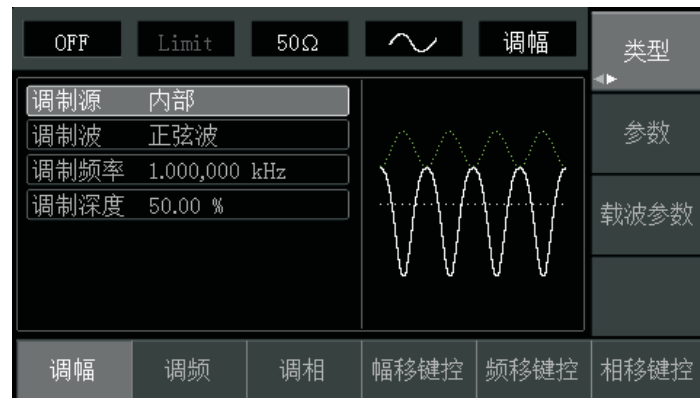 OFF Limit 50Ω 调幅 类型
调制源 内部
调制波 正弦波
调制频率 1.000,000 kHz
调制深度 50.00 %
参数
载波参数
调幅 调频 调相 幅移键控 频移键控 相移键控